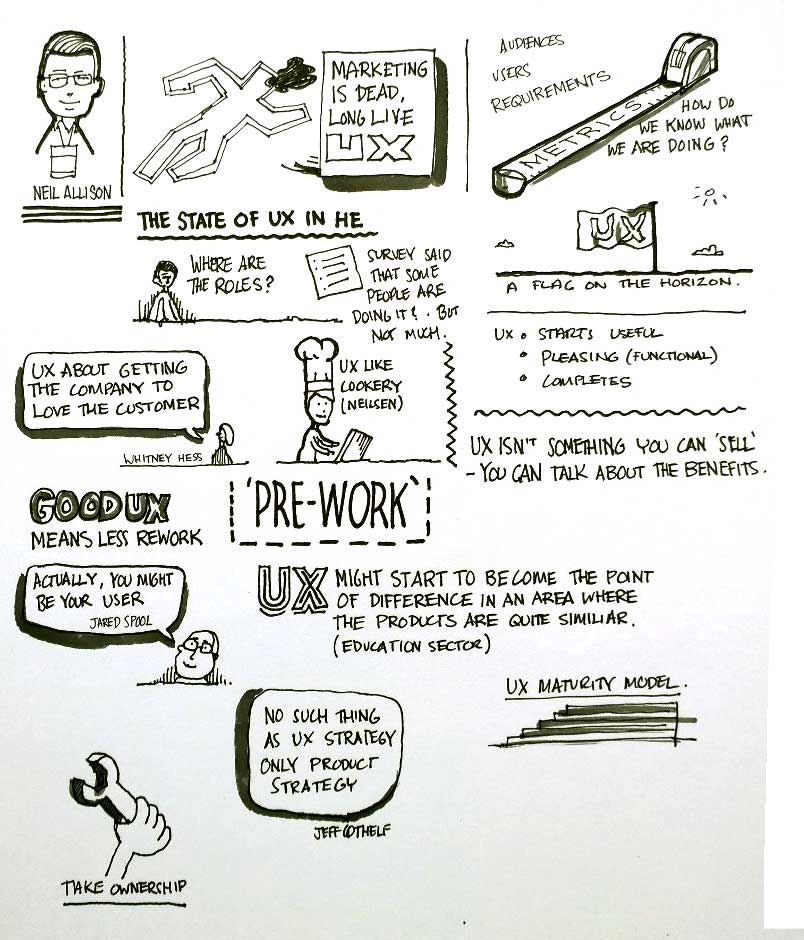 NEIL ALLISON
MARKETING
IS DEAD,
LONG LIVE
UX
AUDIENCES
USERS
REQUIREMENTS
METRICS
HOW DO
WE KNOW WHAT
WE ARE DOING?
THE STATE OF UX IN HE
WHERE ARE
THE ROLES?
SURVEY SAID
THAT SOME
PEOPLE ARE
DOING IT!. BUT
NOT MUCH.
UX
A FLAG ON THE HORIZON.
UX • STARTS USEFUL
• PLEASING (FUNCTIONAL)
• COMPLETES
UX ABOUT GETTING
THE COMPANY TO
LOVE THE CUSTOMER
WHITNEY HESS
UX LIKE
COOKERY
(NEILSEN)
UX ISN'T SOMETHING YOU CAN 'SELL'
- YOU CAN TALK ABOUT THE BENEFITS.
GOOD UX
MEANS LESS REWORK
'PRE-WORK'
ACTUALLY, YOU MIGHT
BE YOUR USER
JARED SPOOL
UX MIGHT START TO BECOME THE POINT
OF DIFFERENCE IN AN AREA WHERE
THE PRODUCTS ARE QUITE SIMILIAR.
(EDUCATION SECTOR)
UX MATURITY MODEL.
NO SUCH THING
AS UX STRATEGY
ONLY PRODUCT
STRATEGY
JEFF GOTHELF
TAKE OWNERSHIP